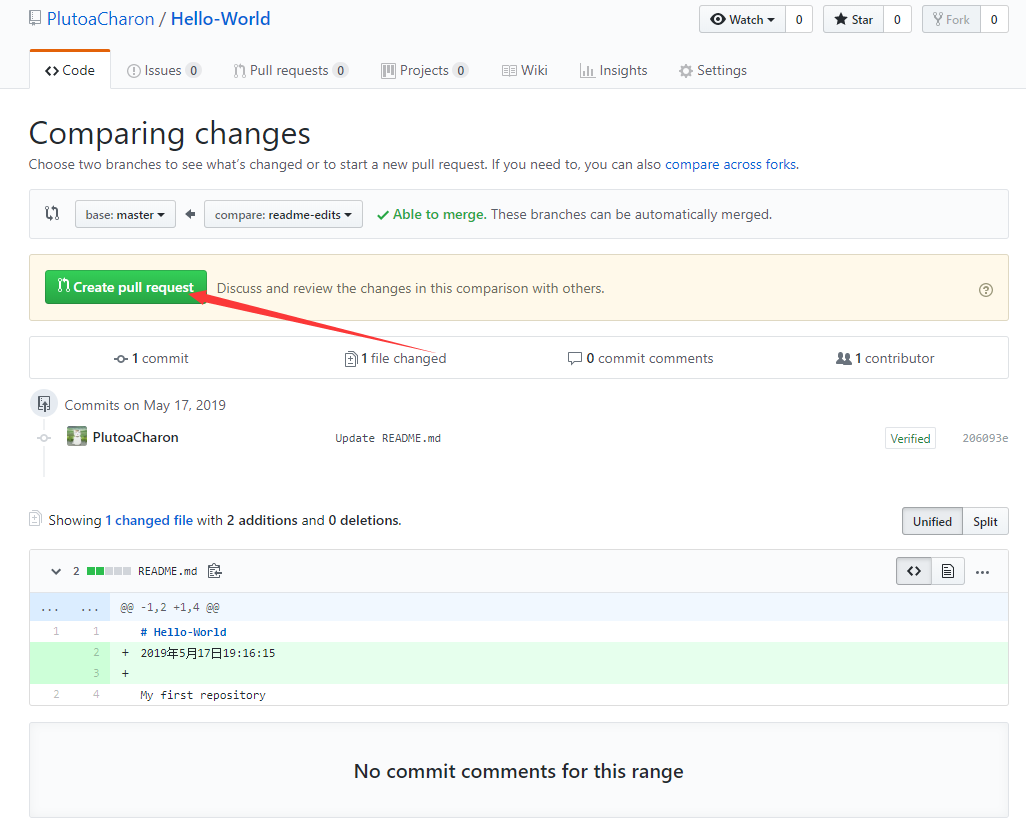 PlutoaCharon / Hello-World
Watch 0 Star 0 Fork 0
Code Issues 0 Pull requests 0 Projects 0 Wiki Insights Settings
Comparing changes
Choose two branches to see what's changed or to start a new pull request. If you need to, you can also compare across forks.
base: master compare: readme-edits Able to merge. These branches can be automatically merged.
Create pull request Discuss and review the changes in this comparison with others.
1 commit 1 file changed 0 commit comments 1 contributor
Commits on May 17, 2019
PlutoaCharon Update README.md Verified 206093e
Showing 1 changed file with 2 additions and 0 deletions. Unified Split
2 README.md ...
... ... @@ -1,2 +1,4 @@
1 1 # Hello-World
2 + 2019年5月17日19:16:15
3 +
2 4 My first repository
No commit comments for this range